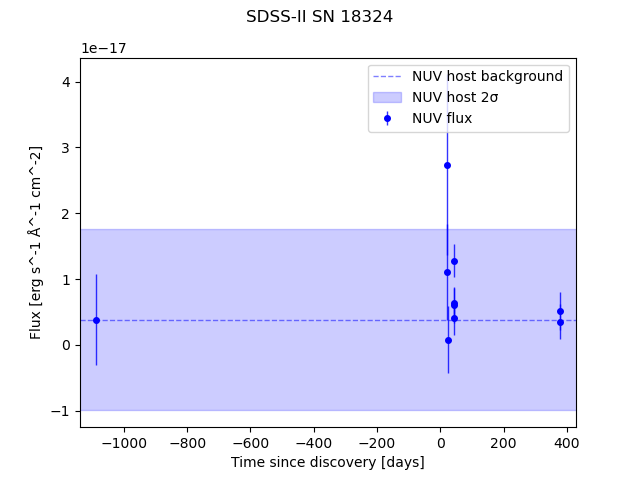 SDSS-II SN 18324
1e−17
NUV host background
NUV host 2σ
NUV flux
4
3
2
1
0
−1
Flux [erg s^-1 Å^-1 cm^-2]
−1000 −800 −600 −400 −200 0 200 400
Time since discovery [days]